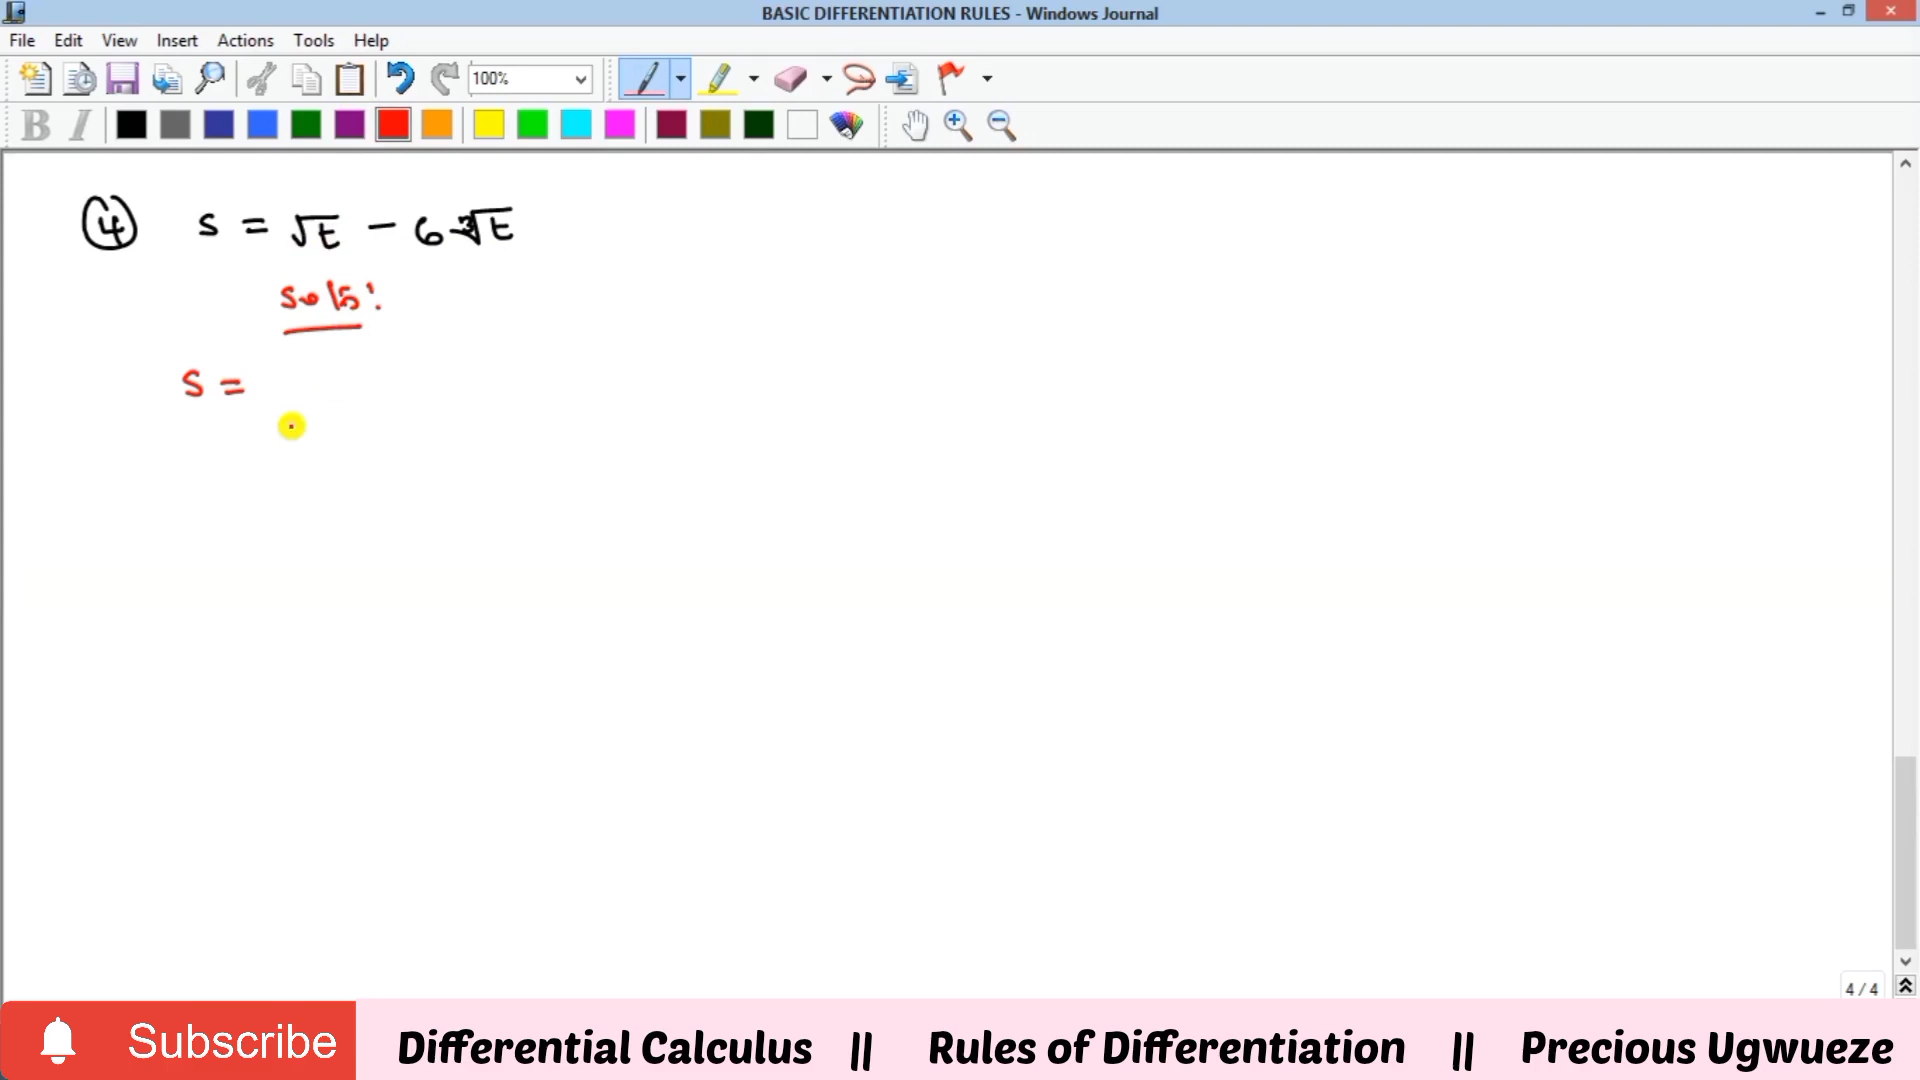 BASIC DIFFERENTIATION RULES - Windows Journal
File Edit View Insert Actions Tools Help
100%
B I
④ s = √t - 6 ∛t
Soln:
S =
4 / 4
Subscribe Differential Calculus || Rules of Differentiation || Precious Ugwueze